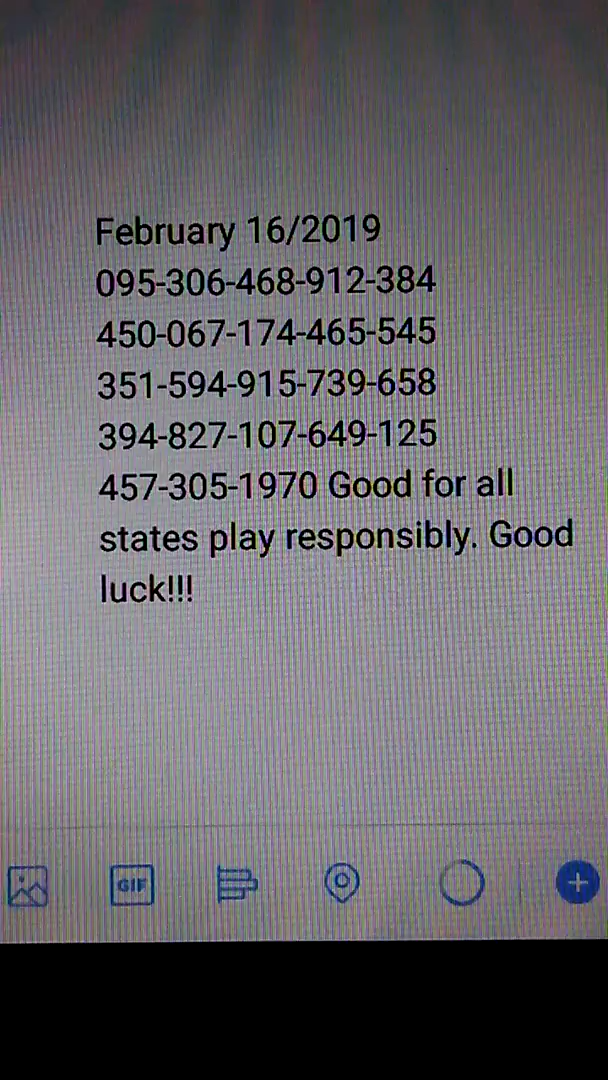 February 16/2019
095-306-468-912-384
450-067-174-465-545
351-594-915-739-658
394-827-107-649-125
457-305-1970 Good for all
states play responsibly. Good
luck!!!
GIF